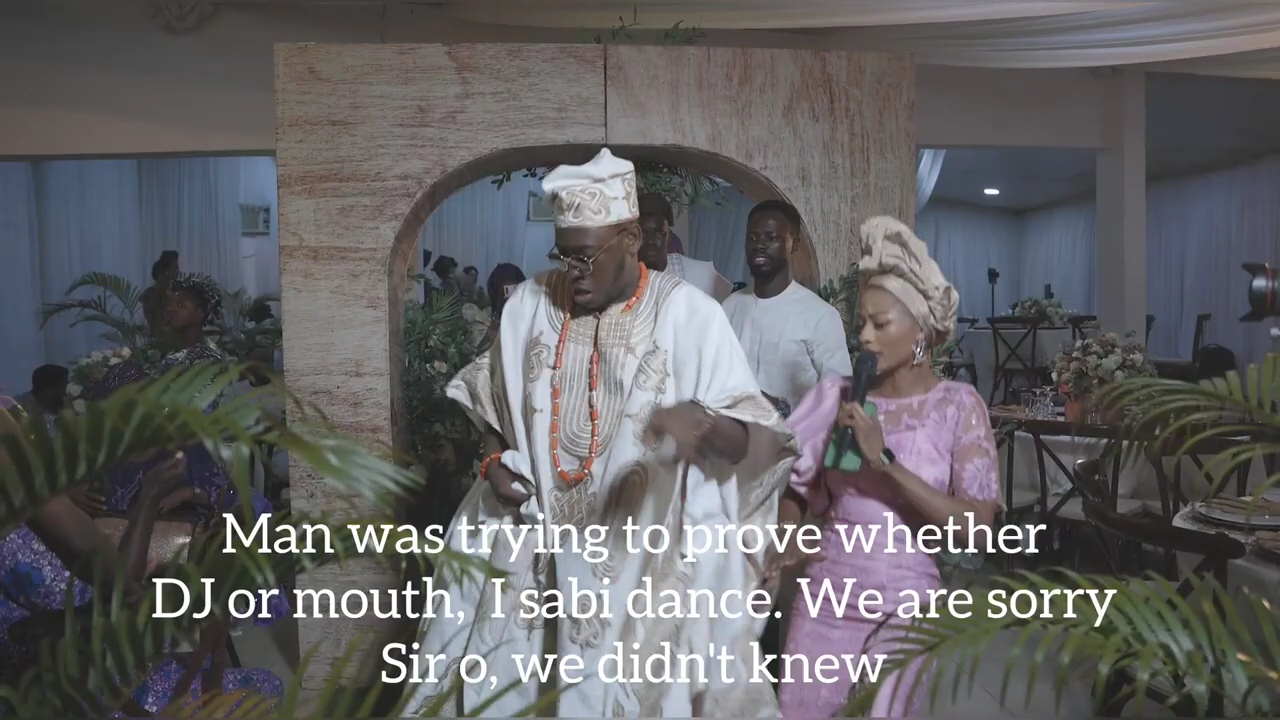 Man was trying to prove whether
DJ or mouth, I sabi dance. We are sorry
Sir o, we didn't knew